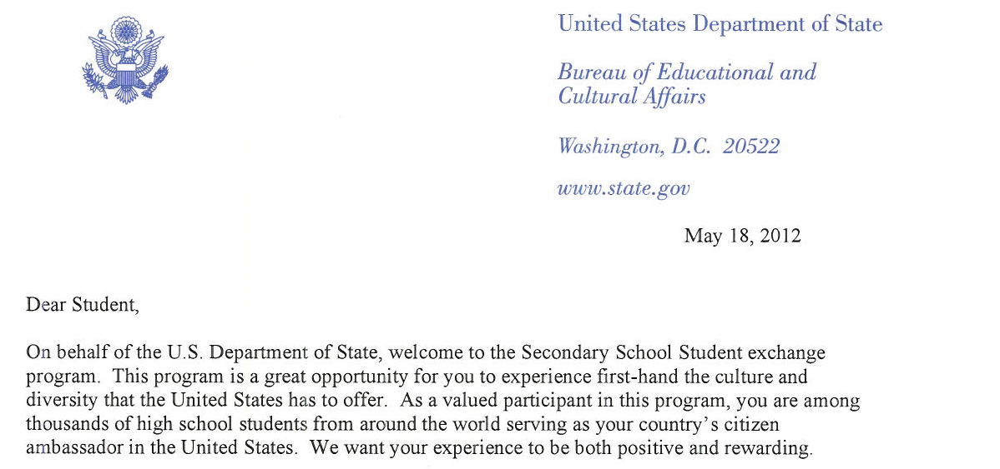 United States Department of State
Bureau of Educational and
Cultural Affairs
Washington, D.C.  20522
www.state.gov
May 18, 2012
Dear Student,
On behalf of the U.S. Department of State, welcome to the Secondary School Student exchange
program.  This program is a great opportunity for you to experience first-hand the culture and
diversity that the United States has to offer.  As a valued participant in this program, you are among
thousands of high school students from around the world serving as your country's citizen
ambassador in the United States.  We want your experience to be both positive and rewarding.